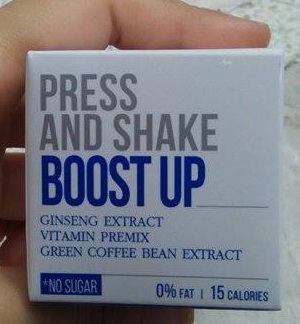 PRESS
AND SHAKE
BOOST UP
GINSENG EXTRACT
VITAMIN PREMIX
GREEN COFFEE BEAN EXTRACT
*NO SUGAR 0% FAT | 15 CALORIES